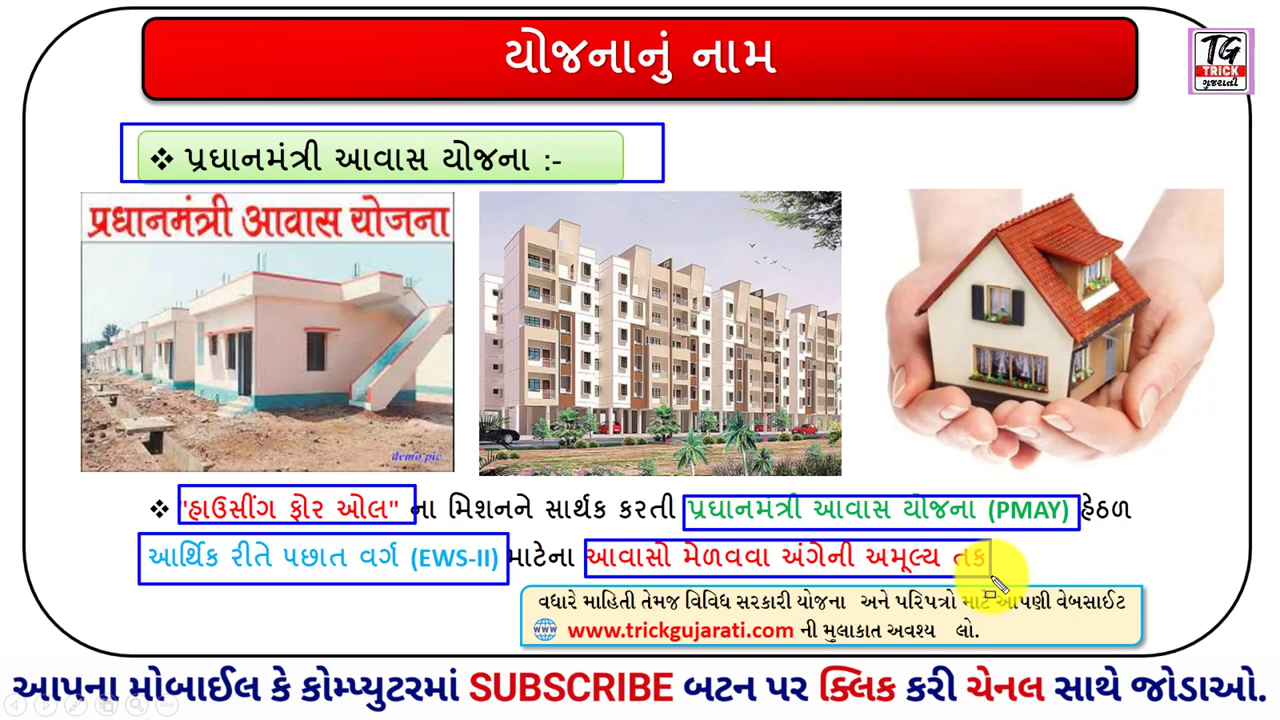 યોજનાનું નામ
TG
TRICK
ગુજરાતી
❖ પ્રધાનમંત્રી આવાસ યોજના :-
प्रधानमंत्री आवास योजना
demo pic
❖ "હાઉસીંગ ફોર ઓલ" ના મિશનને સાર્થક કરતી પ્રધાનમંત્રી આવાસ યોજના (PMAY) હેઠળ
આર્થિક રીતે પછાત વર્ગ (EWS-II) માટેના આવાસો મેળવવા અંગેની અમૂલ્ય તક
વધારે માહિતી તેમજ વિવિધ સરકારી યોજના અને પરિપત્રો માટે આપણી વેબસાઈટ
www.trickgujarati.com ની મુલાકાત અવશ્ય લો.
આપના મોબાઈલ કે કોમ્પ્યુટરમાં SUBSCRIBE બટન પર ક્લિક કરી ચેનલ સાથે જોડાઓ.